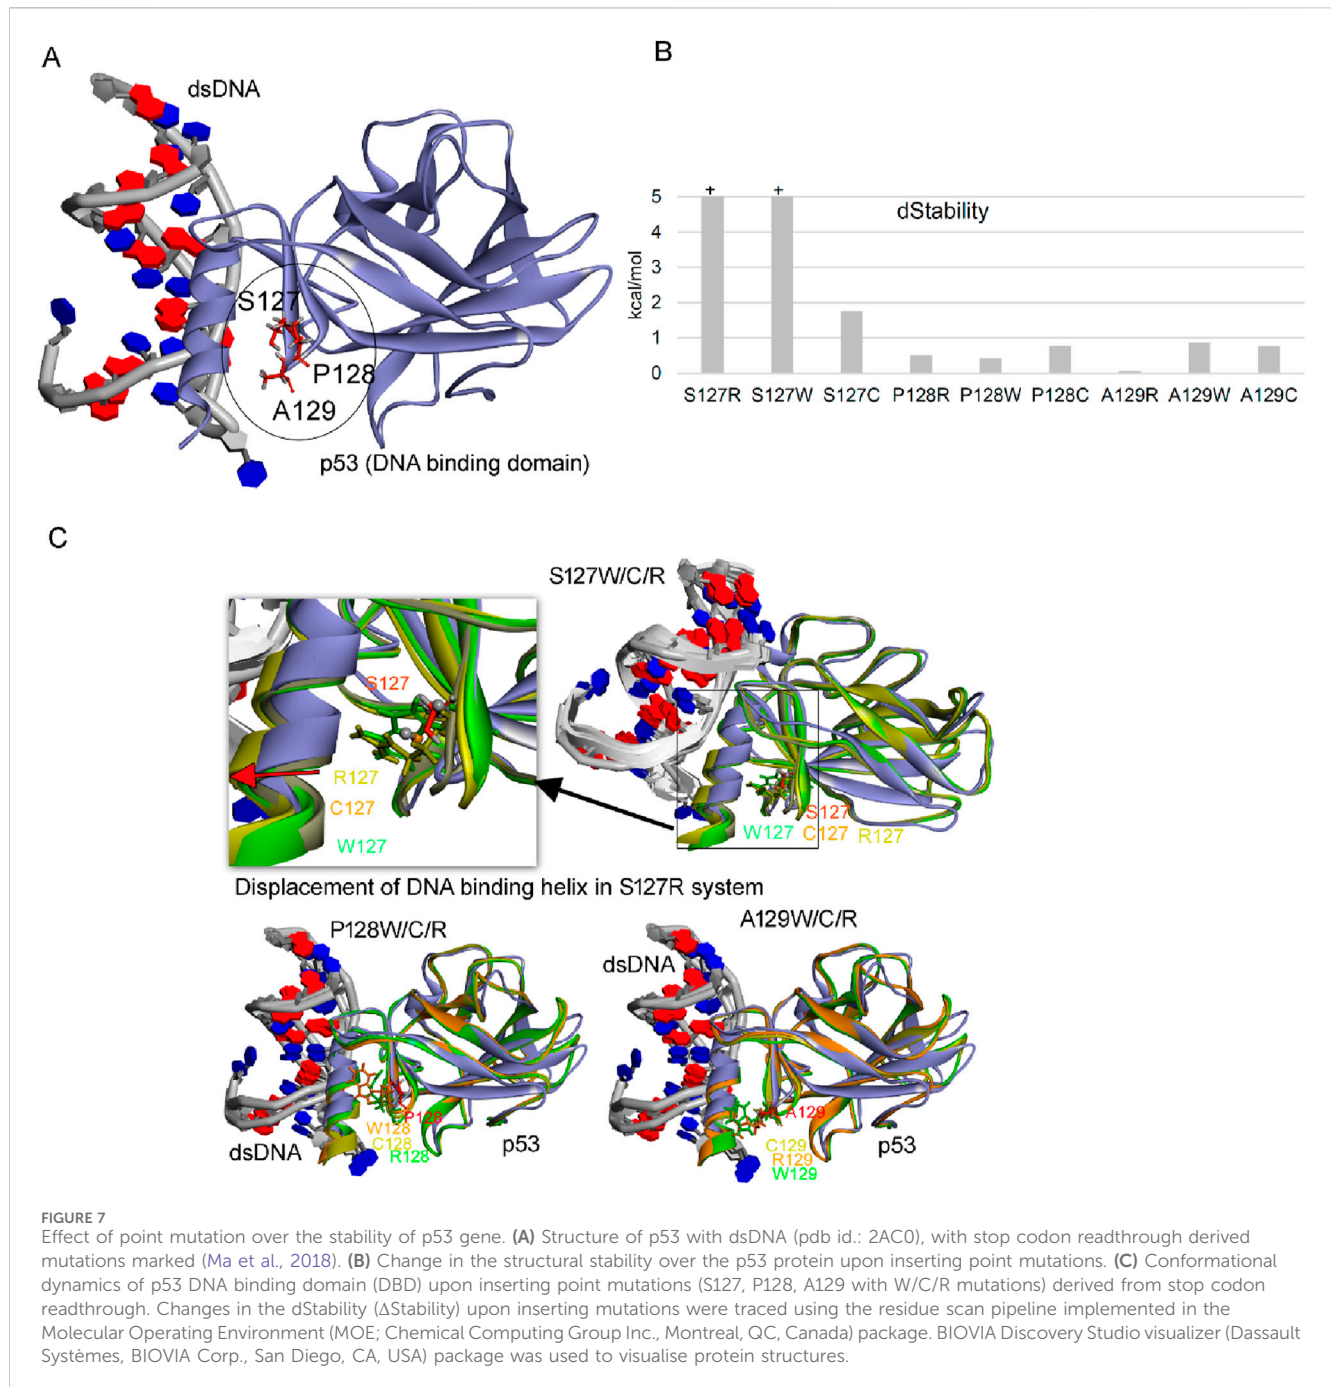 A
dsDNA
S127
P128
A129
p53 (DNA binding domain)
B
+ +
dStability
kcal/mol
5
4
3
2
1
0
S127R S127W S127C P128R P128W P128C A129R A129W A129C
C
S127W/C/R
S127
R127
C127
W127
S127
W127 C127 R127
Displacement of DNA binding helix in S127R system
P128W/C/R
P128
W128
C128
R128
dsDNA
p53
A129W/C/R
dsDNA
A129
C129
R129
W129
p53
FIGURE 7
Effect of point mutation over the stability of p53 gene. (A) Structure of p53 with dsDNA (pdb id.: 2AC0), with stop codon readthrough derived
mutations marked (Ma et al., 2018). (B) Change in the structural stability over the p53 protein upon inserting point mutations. (C) Conformational
dynamics of p53 DNA binding domain (DBD) upon inserting point mutations (S127, P128, A129 with W/C/R mutations) derived from stop codon
readthrough. Changes in the dStability (ΔStability) upon inserting mutations were traced using the residue scan pipeline implemented in the
Molecular Operating Environment (MOE; Chemical Computing Group Inc., Montreal, QC, Canada) package. BIOVIA Discovery Studio visualizer (Dassault
Systèmes, BIOVIA Corp., San Diego, CA, USA) package was used to visualise protein structures.